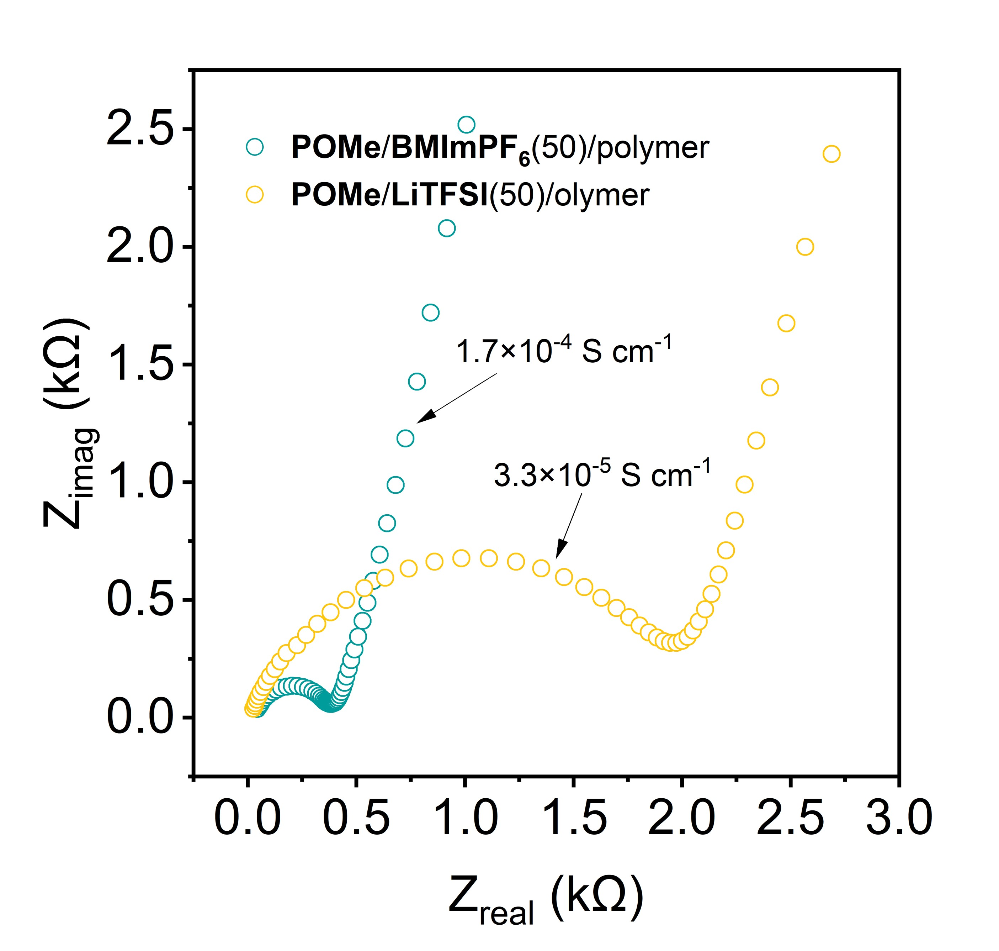 2.5
2.0
1.5
1.0
0.5
0.0
Zimag (kΩ)
POMe/BMImPF6(50)/polymer
POMe/LiTFSI(50)/olymer
1.7×10-4 S cm-1
3.3×10-5 S cm-1
0.0 0.5 1.0 1.5 2.0 2.5 3.0
Zreal (kΩ)